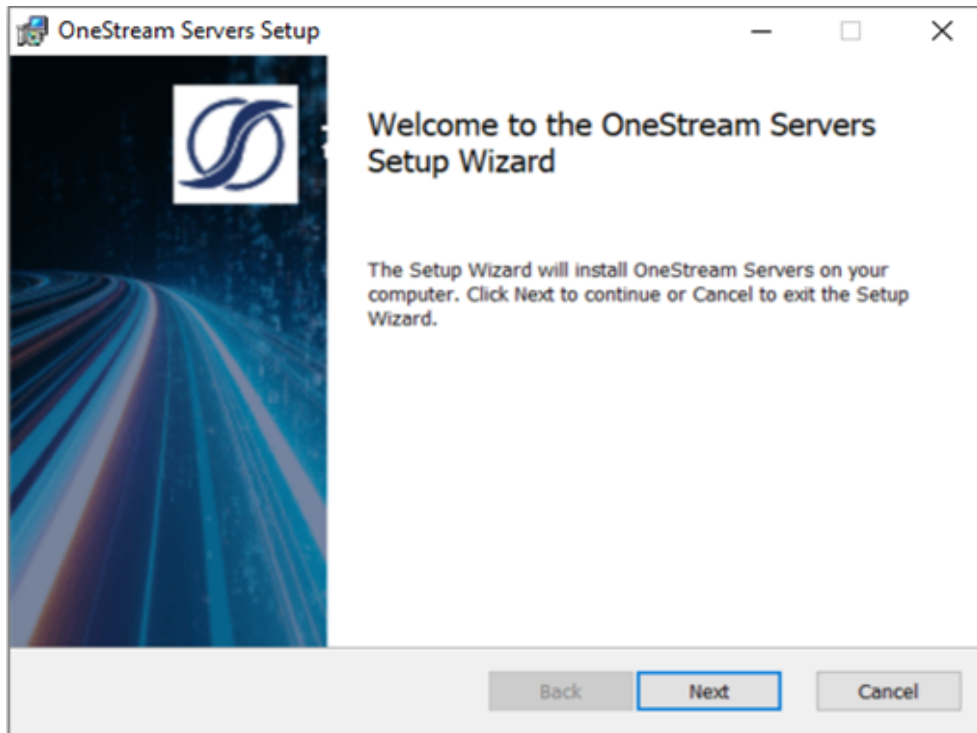 OneStream Servers Setup
Welcome to the OneStream Servers
Setup Wizard
The Setup Wizard will install OneStream Servers on your
computer. Click Next to continue or Cancel to exit the Setup
Wizard.
Back
Next
Cancel